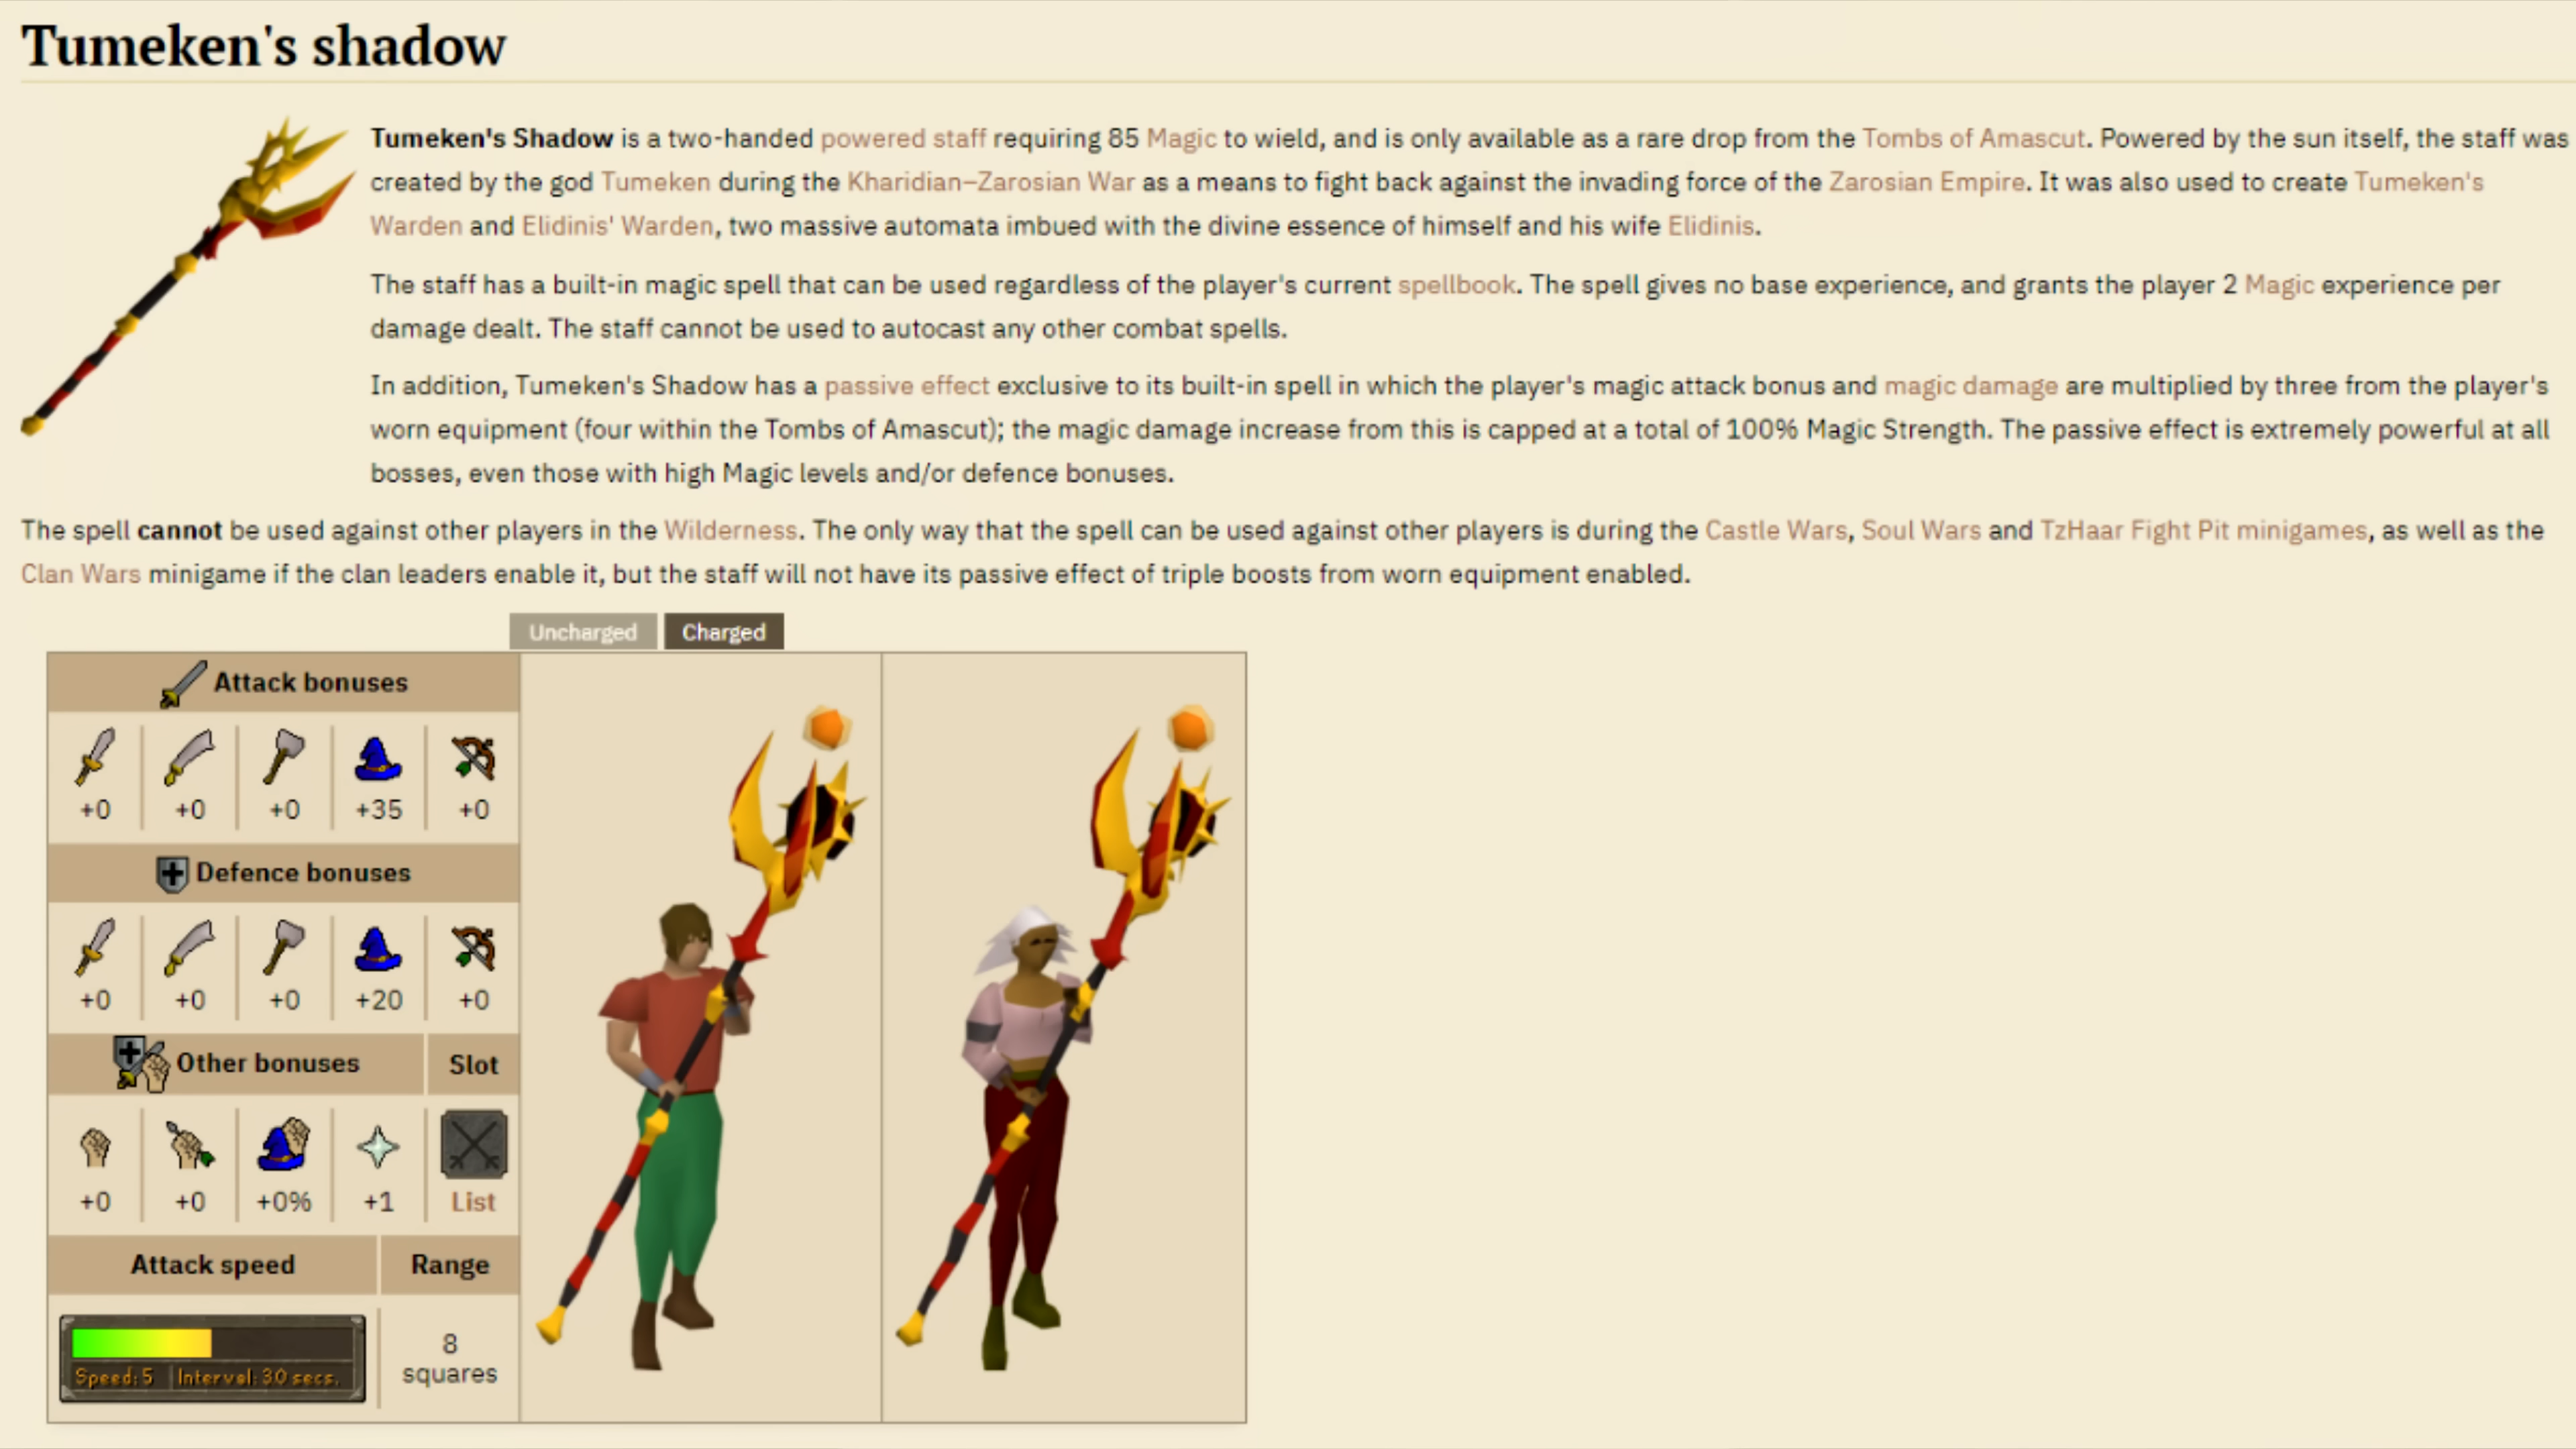 Tumeken's shadow
Tumeken's Shadow is a two-handed powered staff requiring 85 Magic to wield, and is only available as a rare drop from the Tombs of Amascut. Powered by the sun itself, the staff was
created by the god Tumeken during the Kharidian–Zarosian War as a means to fight back against the invading force of the Zarosian Empire. It was also used to create Tumeken's
Warden and Elidinis' Warden, two massive automata imbued with the divine essence of himself and his wife Elidinis.
The staff has a built-in magic spell that can be used regardless of the player's current spellbook. The spell gives no base experience, and grants the player 2 Magic experience per
damage dealt. The staff cannot be used to autocast any other combat spells.
In addition, Tumeken's Shadow has a passive effect exclusive to its built-in spell in which the player's magic attack bonus and magic damage are multiplied by three from the player's
worn equipment (four within the Tombs of Amascut); the magic damage increase from this is capped at a total of 100% Magic Strength. The passive effect is extremely powerful at all
bosses, even those with high Magic levels and/or defence bonuses.
The spell cannot be used against other players in the Wilderness. The only way that the spell can be used against other players is during the Castle Wars, Soul Wars and TzHaar Fight Pit minigames, as well as the
Clan Wars minigame if the clan leaders enable it, but the staff will not have its passive effect of triple boosts from worn equipment enabled.
Uncharged Charged
Attack bonuses
+0 +0 +0 +35 +0
Defence bonuses
+0 +0 +0 +20 +0
Other bonuses Slot
+0 +0 +0% +1 List
Attack speed Range
8
squares
Speed: 5 Interval: 3.0 secs.